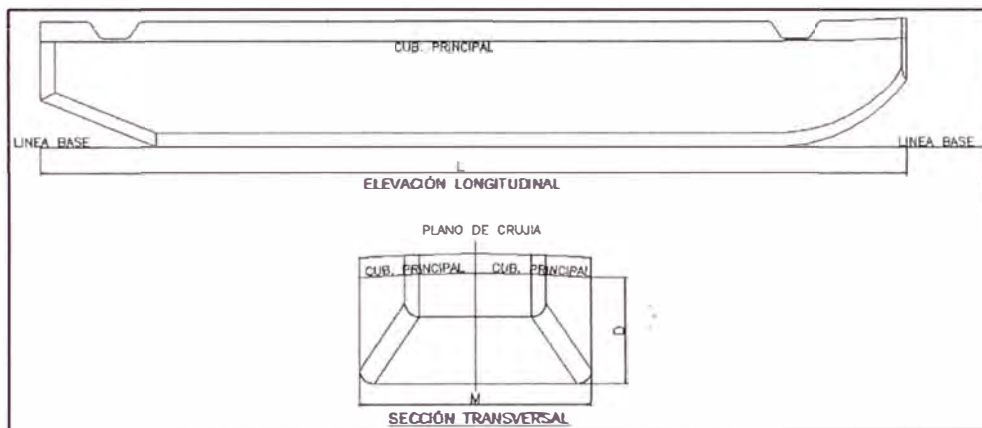 CUB. PRINCIPAL
LINEA BASE
LINEA BASE
L
ELEVACIÓN LONGITUDINAL
PLANO DE CRUJIA
CUB. PRINCIPAL CUB. PRINCIPAL
D
M
SECCIÓN TRANSVERSAL